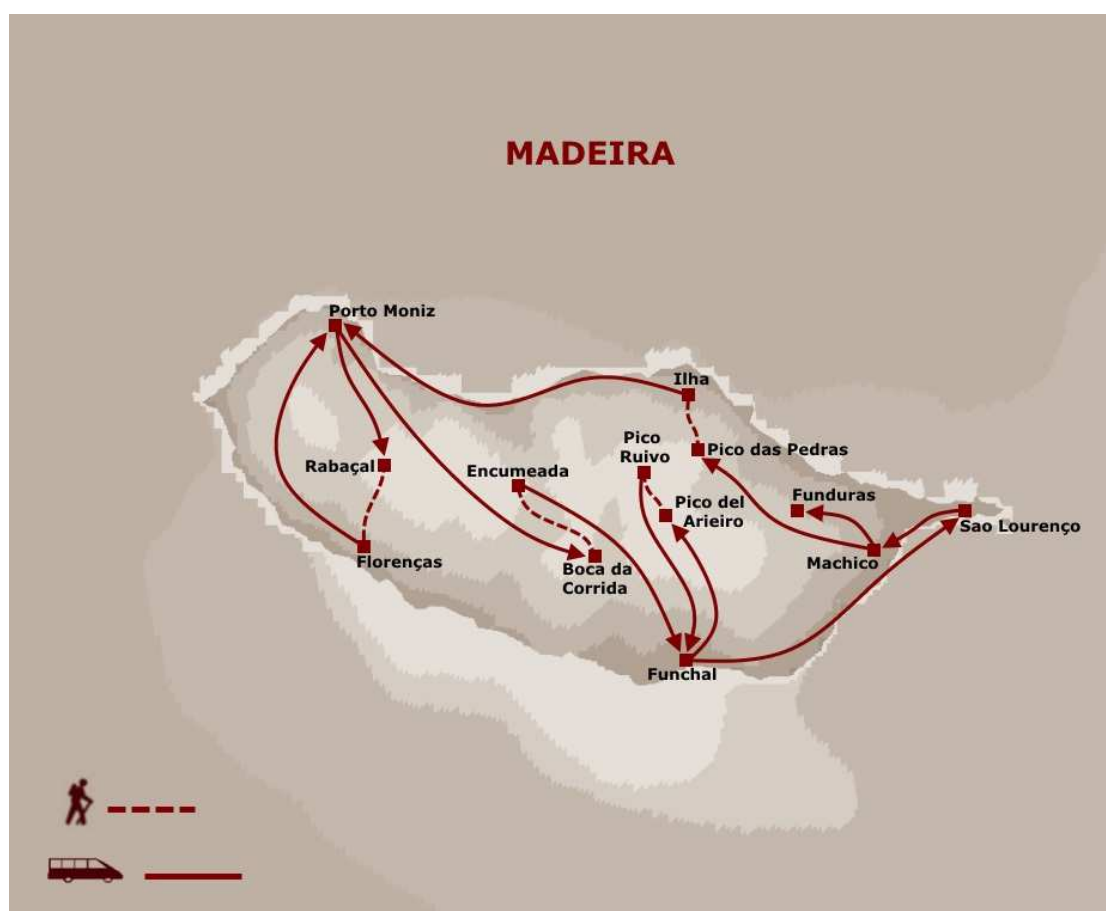 MADEIRA
Porto Moniz
Ilha
Pico
Ruivo
Pico das Pedras
Rabaçal
Encumeada
Pico del
Arieiro
Funduras
Sao Lourenço
Florenças
Boca da
Corrida
Machico
Funchal